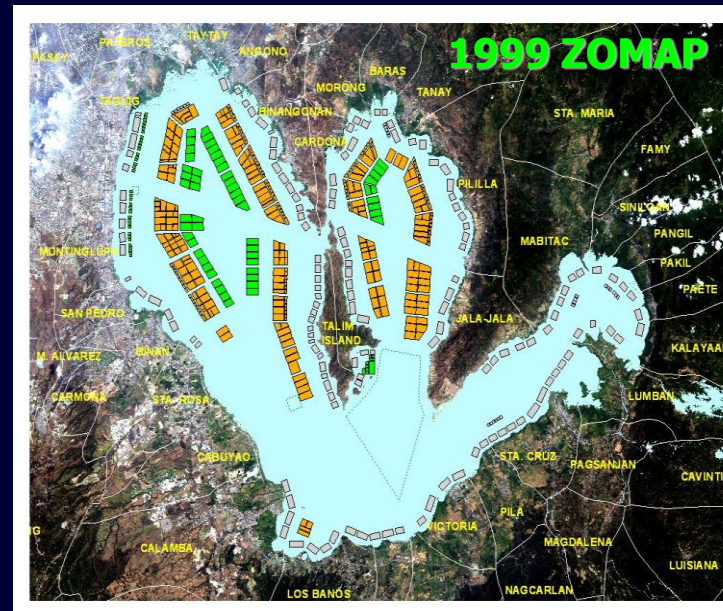 1999 ZOMAP
PASAY
PATEROS
TAYTAY
ANGONO
TAGUIG
BINANGONAN
MORONG
BARAS
TANAY
CARDONA
STA. MARIA
FAMY
PILILLA
SINILOAN
PANGIL
MABITAC
PAKIL
PAETE
MUNTINGLUPA
SAN PEDRO
TALIM
ISLAND
JALA-JALA
KALAYAAN
BINAN
M. ALVAREZ
CARMONA
STA. ROSA
LUMBAN
CABUYAO
STA. CRUZ
PAGSANJAN
CAVINTI
VICTORIA
PILA
CALAMBA
MAGDALENA
LUISIANA
LOS BANOS
NAGCARLAN